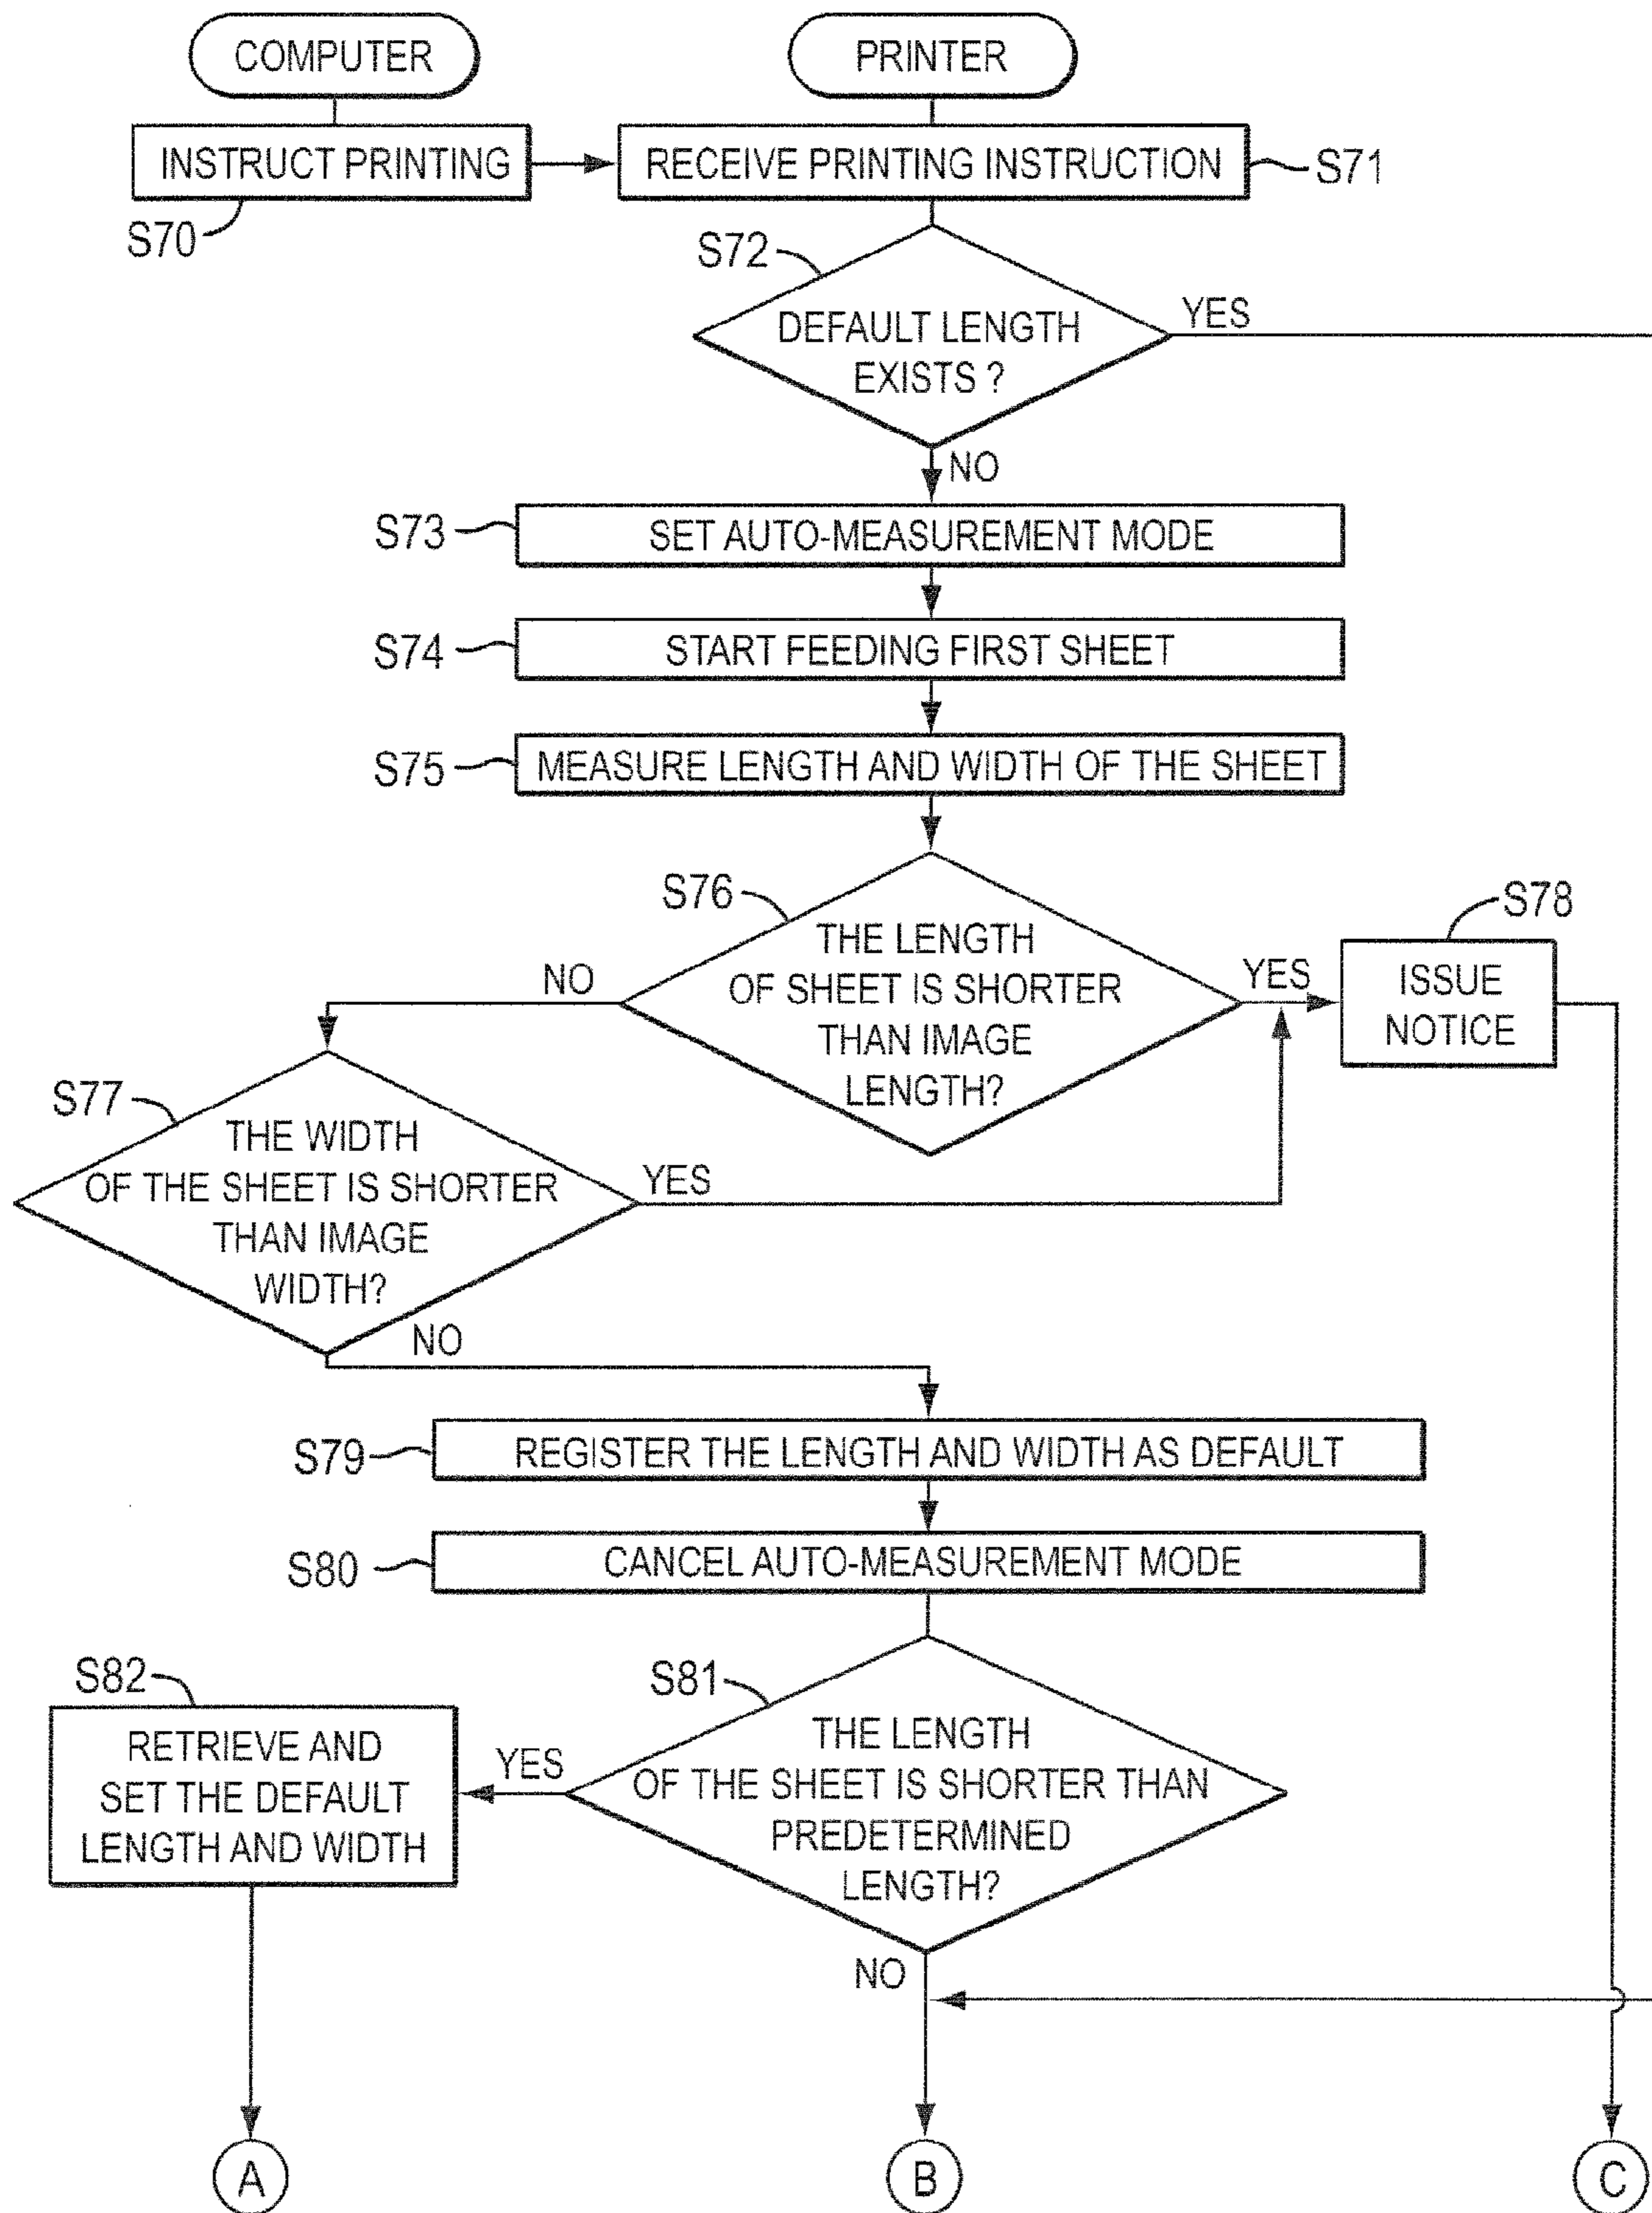 COMPUTER
PRINTER
INSTRUCT PRINTING
RECEIVE PRINTING INSTRUCTION
S71
S70
S72
DEFAULT LENGTH
EXISTS ?
YES
NO
S73
SET AUTO-MEASUREMENT MODE
S74
START FEEDING FIRST SHEET
S75
MEASURE LENGTH AND WIDTH OF THE SHEET
S76
THE LENGTH
OF SHEET IS SHORTER
THAN IMAGE
LENGTH?
NO
YES
S78
ISSUE
NOTICE
S77
THE WIDTH
OF THE SHEET IS SHORTER
THAN IMAGE
WIDTH?
YES
NO
S79
REGISTER THE LENGTH AND WIDTH AS DEFAULT
S80
CANCEL AUTO-MEASUREMENT MODE
S81
THE LENGTH
OF THE SHEET IS SHORTER THAN
PREDETERMINED
LENGTH?
YES
S82
RETRIEVE AND
SET THE DEFAULT
LENGTH AND WIDTH
NO
A
B
C